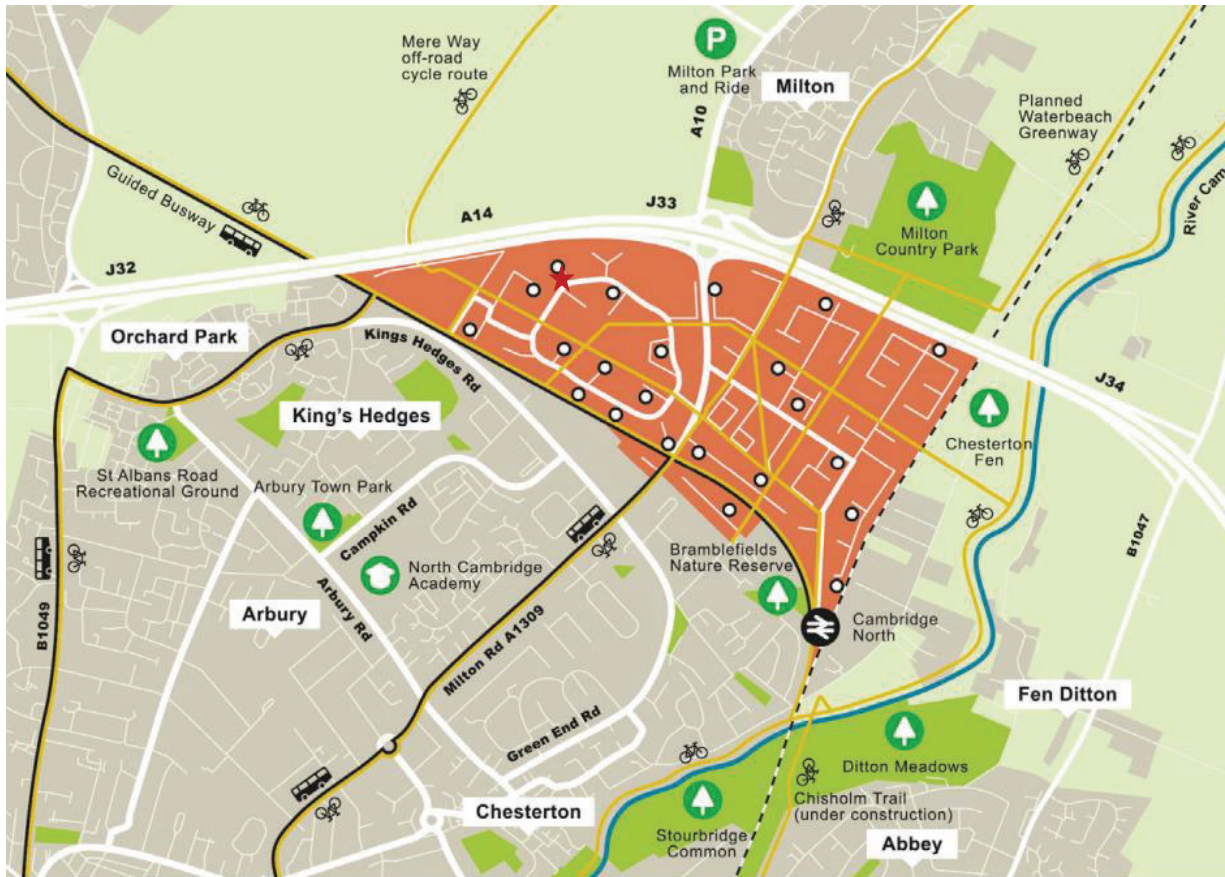 Mere Way
off-road
cycle route
P
Milton Park
and Ride
Milton
A10
Planned
Waterbeach
Greenway
River Cam
Guided Busway
A14
J33
J32
Milton
Country Park
Orchard Park
Kings Hedges Rd
J34
King's Hedges
St Albans Road
Recreational Ground
Arbury Town Park
Chesterton
Fen
Campkin Rd
North Cambridge
Academy
Bramblefields
Nature Reserve
B1047
B1049
Arbury
Arbury Rd
Milton Rd A1309
Cambridge
North
Green End Rd
Fen Ditton
Ditton Meadows
Chesterton
Stourbridge
Common
Chisholm Trail
(under construction)
Abbey